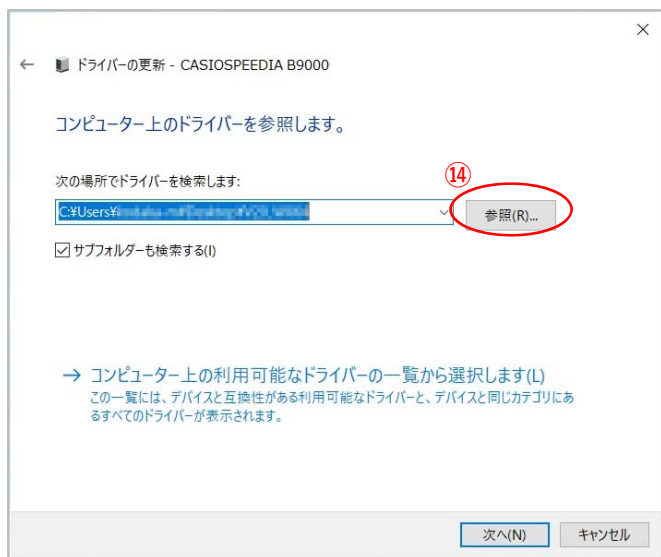 ドライバーの更新 - CASIOSPEEDIA B9000
コンピューター上のドライバーを参照します。
次の場所でドライバーを検索します:
⑭
C:¥Users¥
参照(R)...
サブフォルダーも検索する(I)
→ コンピューター上の利用可能なドライバーの一覧から選択します(L)
この一覧には、デバイスと互換性がある利用可能なドライバーと、デバイスと同じカテゴリにあ
るすべてのドライバーが表示されます。
次へ(N)
キャンセル